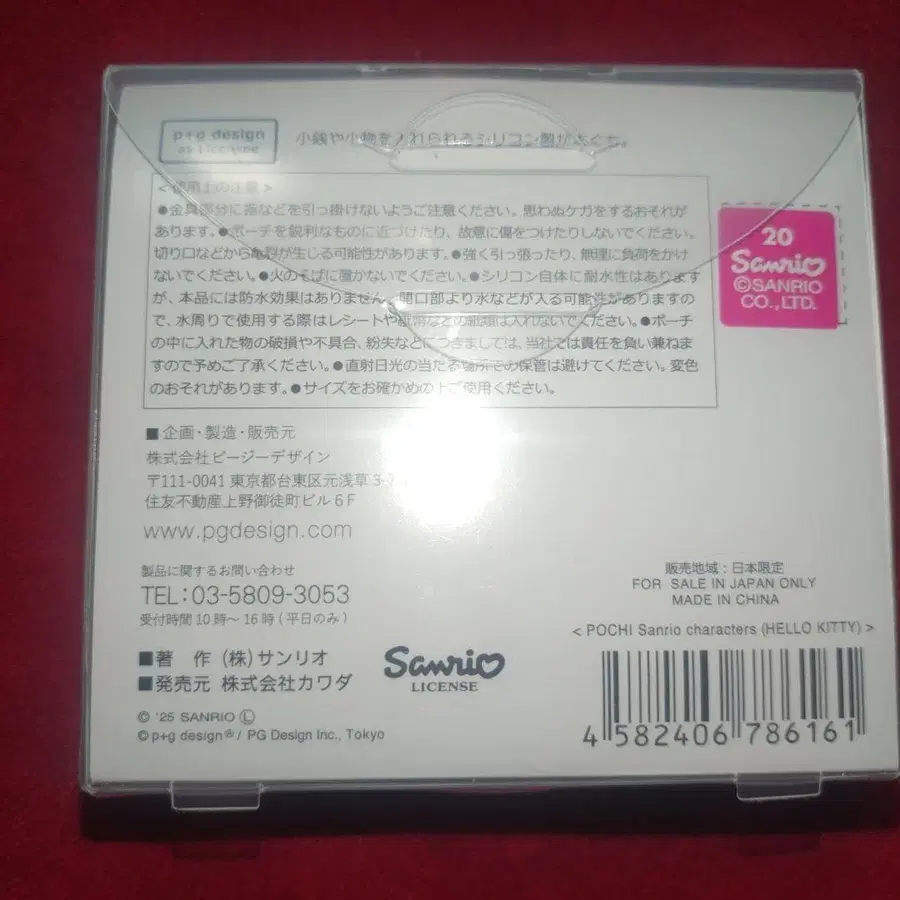 p+g design
小銭や小物を入れられるシリコン製がまぐち。
<使用上の注意>
●金具部分に指などを引っ掛けないようご注意ください。思わぬケガをするおそれが
あります。●ポーチを鋭利なものに近づけたり、故意に傷をつけたりしないでください。
切り口などから亀裂が生じる可能性があります。●強く引っ張ったり、無理に負荷をかけ
ないでください。●火のそばに置かないでください。●シリコン自体に耐水性はあります
が、本品には防水効果はありません。開口部より水などが入る可能性がありますの
で、水周りで使用する際はレシートや紙幣などの紙類は入れないでください。●ポーチ
の中に入れた物の破損や不具合、紛失などにつきましては、当社では責任を負い兼ねま
すので予めご了承ください。●直射日光の当たる場所での保管は避けてください。変色
のおそれがあります。●サイズをお確かめの上ご使用ください。
20
Sanrio
©SANRIO
CO.,LTD.
■企画・製造・販売元
株式会社ピージーデザイン
〒111-0041 東京都台東区元浅草 3-
住友不動産上野御徒町ビル6F
www.pgdesign.com
製品に関するお問い合わせ
TEL:03-5809-3053
受付時間10時〜16時(平日のみ)
■著 作 (株)サンリオ
■発売元 株式会社カワダ
Sanrio
LICENSE
© '25 SANRIO Ⓛ
©p+g design®/ PG Design Inc., Tokyo
販売地域:日本限定
FOR SALE IN JAPAN ONLY
MADE IN CHINA
< POCHI Sanrio characters (HELLO KITTY) >
4 582406 786161